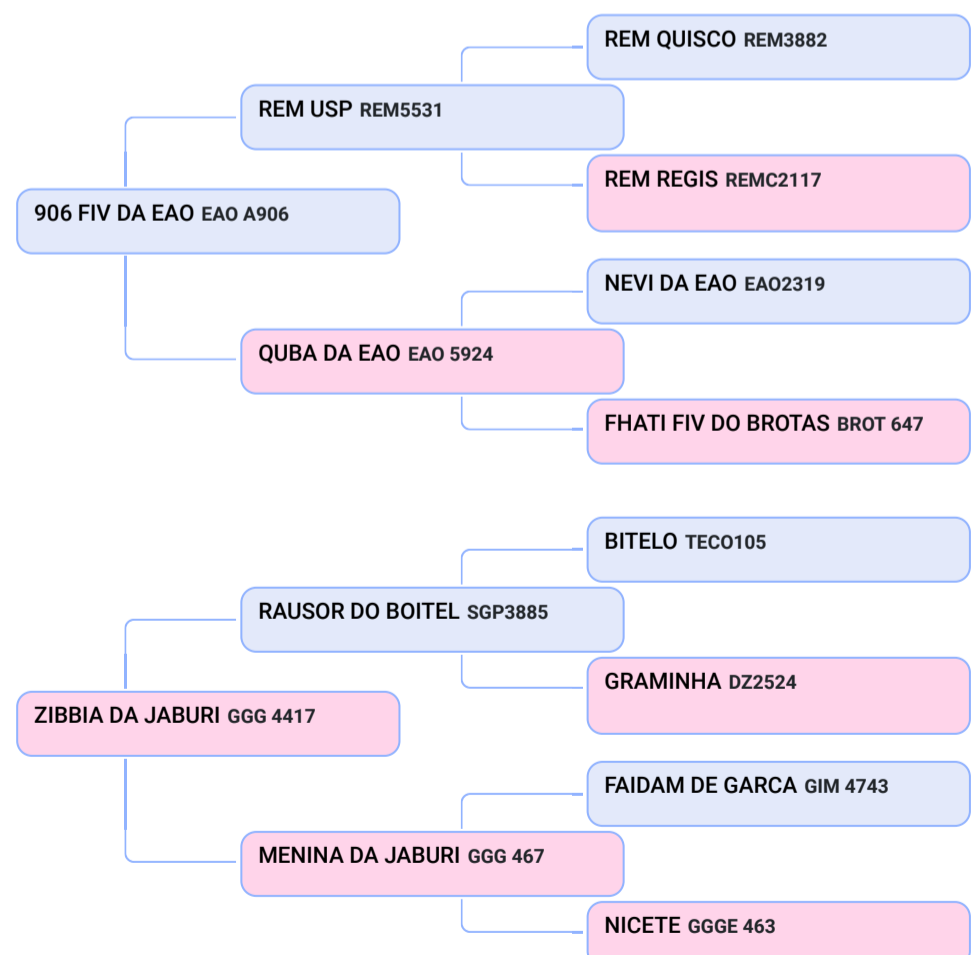 REM QUISCO REM3882
REM USP REM5531
REM REGIS REMC2117
906 FIV DA EAO EAO A906
NEVI DA EAO EAO2319
QUBA DA EAO EAO 5924
FHATI FIV DO BROTAS BROT 647
BITELO TECO105
RAUSOR DO BOITEL SGP3885
GRAMINHA DZ2524
ZIBBIA DA JABURI GGG 4417
FAIDAM DE GARCA GIM 4743
MENINA DA JABURI GGG 467
NICETE GGGE 463